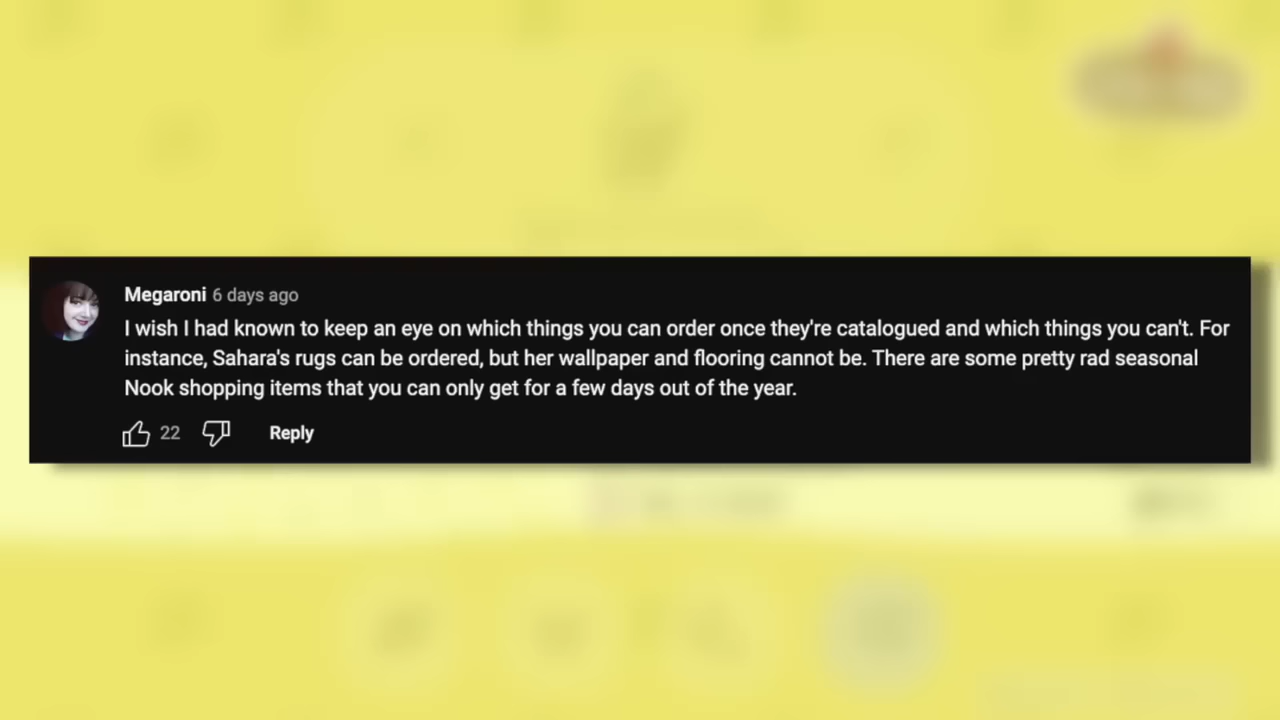 Megaroni 6 days ago
I wish I had known to keep an eye on which things you can order once they're catalogued and which things you can't. For
instance, Sahara's rugs can be ordered, but her wallpaper and flooring cannot be. There are some pretty rad seasonal
Nook shopping items that you can only get for a few days out of the year.
22 Reply